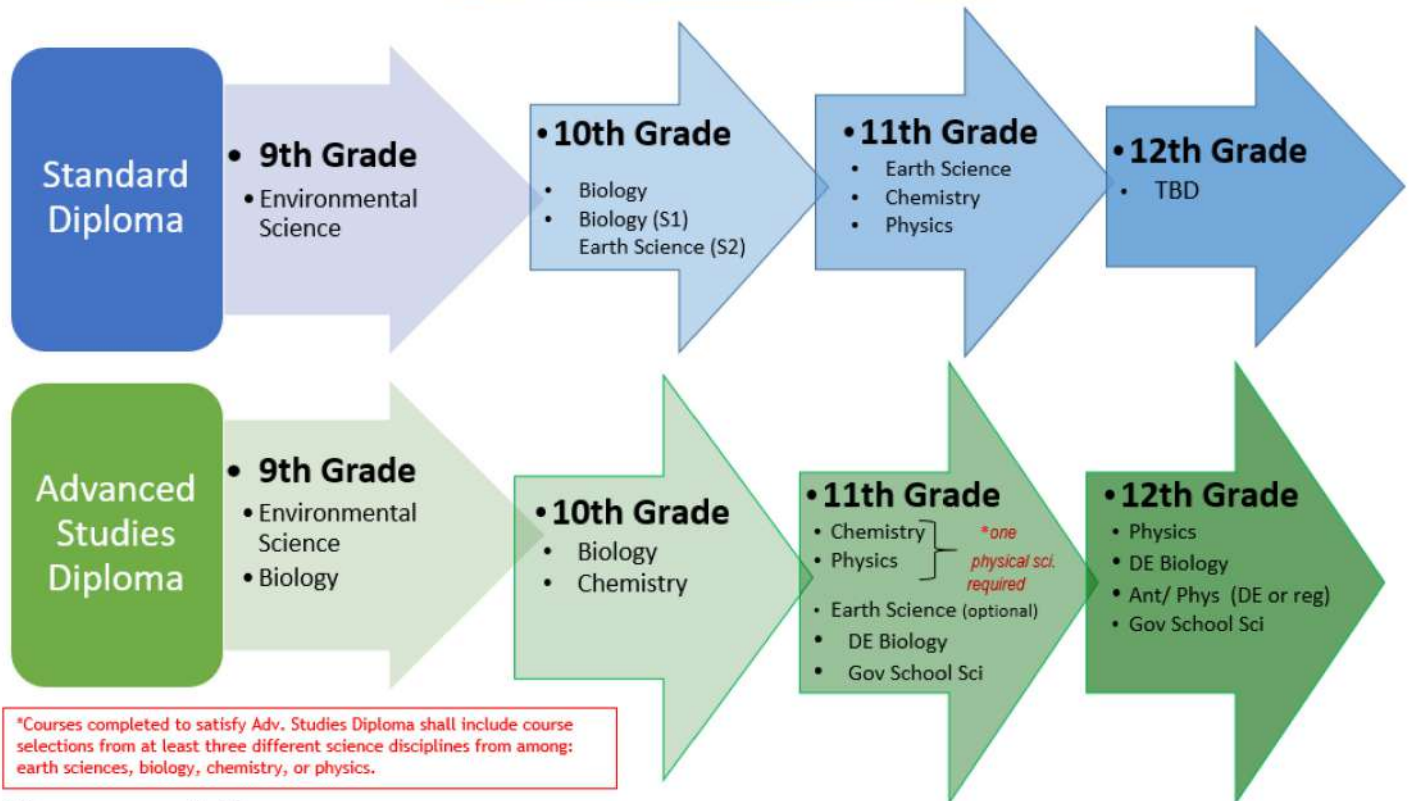 Standard
Diploma
• 9th Grade
• Environmental
Science
• 10th Grade
• Biology
• Biology (S1)
Earth Science (S2)
• 11th Grade
• Earth Science
• Chemistry
• Physics
• 12th Grade
• TBD
Advanced
Studies
Diploma
• 9th Grade
• Environmental
Science
• Biology
• 10th Grade
• Biology
• Chemistry
• 11th Grade
• Chemistry
• Physics
*one
physical sci.
required
• Earth Science (optional)
• DE Biology
• Gov School Sci
• 12th Grade
• Physics
• DE Biology
• Ant/ Phys (DE or reg)
• Gov School Sci
*Courses completed to satisfy Adv. Studies Diploma shall include course
selections from at least three different science disciplines from among:
earth sciences, biology, chemistry, or physics.